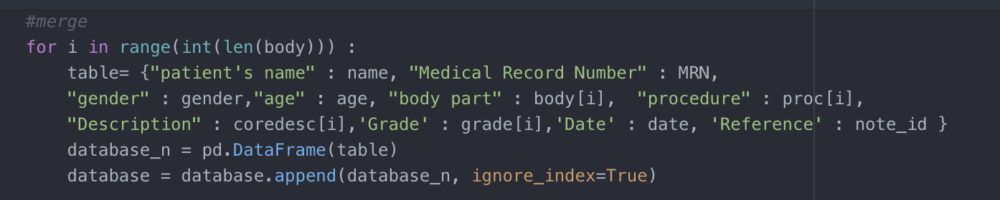 #merge
for i in range(int(len(body))) :
    table= {"patient's name" : name, "Medical Record Number" : MRN,
    "gender" : gender,"age" : age, "body part" : body[i],  "procedure" : proc[i],
    "Description" : coredesc[i],'Grade' : grade[i],'Date' : date, 'Reference' : note_id }
    database_n = pd.DataFrame(table)
    database = database.append(database_n, ignore_index=True)